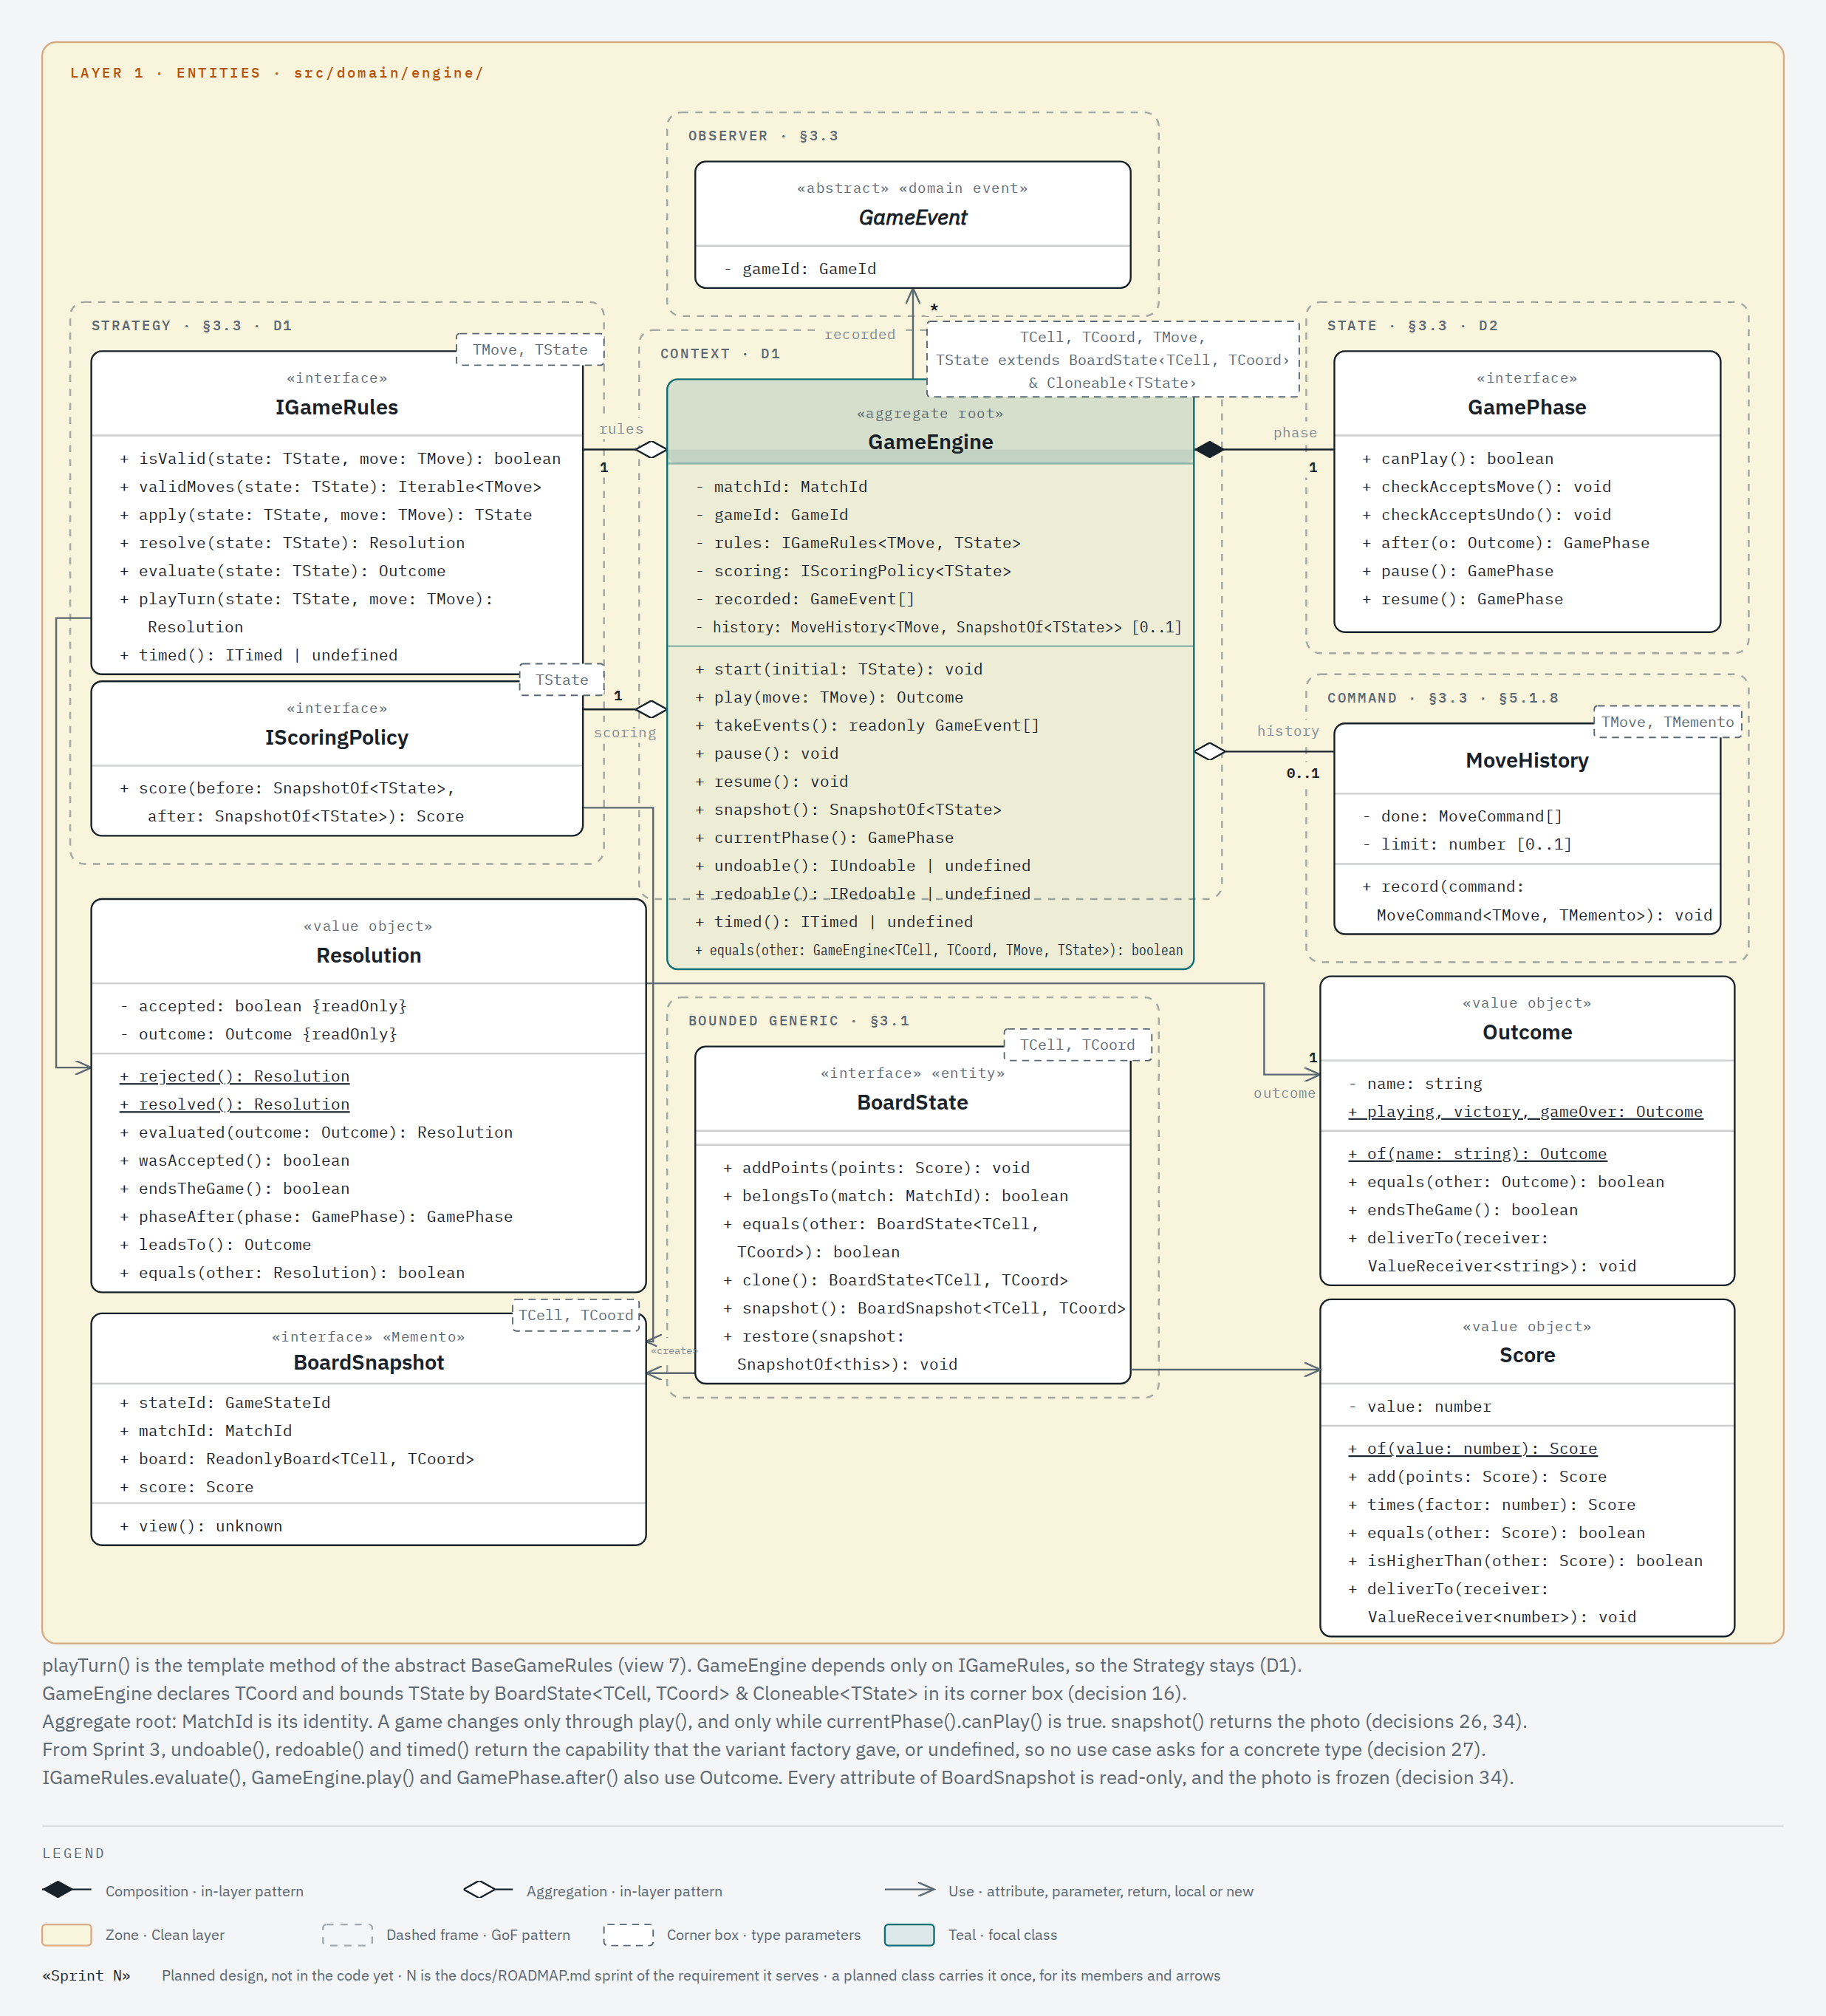 LAYER 1 · ENTITIES · src/domain/engine/
OBSERVER · §3.3
«abstract» «domain event»
GameEvent
- gameId: GameId
*
recorded
STRATEGY · §3.3 · D1
TMove, TState
«interface»
IGameRules
+ isValid(state: TState, move: TMove): boolean
+ validMoves(state: TState): Iterable<TMove>
+ apply(state: TState, move: TMove): TState
+ resolve(state: TState): Resolution
+ evaluate(state: TState): Outcome
+ playTurn(state: TState, move: TMove):
Resolution
+ timed(): ITimed | undefined
rules
1
TState
«interface»
IScoringPolicy
+ score(before: SnapshotOf<TState>,
after: SnapshotOf<TState>): Score
1
scoring
CONTEXT · D1
TCell, TCoord, TMove,
TState extends BoardState‹TCell, TCoord›
& Cloneable‹TState›
«aggregate root»
GameEngine
- matchId: MatchId
- gameId: GameId
- rules: IGameRules<TMove, TState>
- scoring: IScoringPolicy<TState>
- recorded: GameEvent[]
- history: MoveHistory<TMove, SnapshotOf<TState>> [0..1]
+ start(initial: TState): void
+ play(move: TMove): Outcome
+ takeEvents(): readonly GameEvent[]
+ pause(): void
+ resume(): void
+ snapshot(): SnapshotOf<TState>
+ currentPhase(): GamePhase
+ undoable(): IUndoable | undefined
+ redoable(): IRedoable | undefined
+ timed(): ITimed | undefined
+ equals(other: GameEngine<TCell, TCoord, TMove, TState>): boolean
STATE · §3.3 · D2
«interface»
GamePhase
+ canPlay(): boolean
+ checkAcceptsMove(): void
+ checkAcceptsUndo(): void
+ after(o: Outcome): GamePhase
+ pause(): GamePhase
+ resume(): GamePhase
phase
1
COMMAND · §3.3 · §5.1.8
TMove, TMemento
MoveHistory
- done: MoveCommand[]
- limit: number [0..1]
+ record(command:
MoveCommand<TMove, TMemento>): void
history
0..1
«value object»
Resolution
- accepted: boolean {readOnly}
- outcome: Outcome {readOnly}
+ rejected(): Resolution
+ resolved(): Resolution
+ evaluated(outcome: Outcome): Resolution
+ wasAccepted(): boolean
+ endsTheGame(): boolean
+ phaseAfter(phase: GamePhase): GamePhase
+ leadsTo(): Outcome
+ equals(other: Resolution): boolean
BOUNDED GENERIC · §3.1
TCell, TCoord
«interface» «entity»
BoardState
+ addPoints(points: Score): void
+ belongsTo(match: MatchId): boolean
+ equals(other: BoardState<TCell,
TCoord>): boolean
+ clone(): BoardState<TCell, TCoord>
+ snapshot(): BoardSnapshot<TCell, TCoord>
+ restore(snapshot:
SnapshotOf<this>): void
«value object»
Outcome
- name: string
+ playing, victory, gameOver: Outcome
+ of(name: string): Outcome
+ equals(other: Outcome): boolean
+ endsTheGame(): boolean
+ deliverTo(receiver:
ValueReceiver<string>): void
1
outcome
TCell, TCoord
«interface» «Memento»
BoardSnapshot
+ stateId: GameStateId
+ matchId: MatchId
+ board: ReadonlyBoard<TCell, TCoord>
+ score: Score
+ view(): unknown
«create»
«value object»
Score
- value: number
+ of(value: number): Score
+ add(points: Score): Score
+ times(factor: number): Score
+ equals(other: Score): boolean
+ isHigherThan(other: Score): boolean
+ deliverTo(receiver:
ValueReceiver<number>): void
playTurn() is the template method of the abstract BaseGameRules (view 7). GameEngine depends only on IGameRules, so the Strategy stays (D1).
GameEngine declares TCoord and bounds TState by BoardState<TCell, TCoord> & Cloneable<TState> in its corner box (decision 16).
Aggregate root: MatchId is its identity. A game changes only through play(), and only while currentPhase().canPlay() is true. snapshot() returns the photo (decisions 26, 34).
From Sprint 3, undoable(), redoable() and timed() return the capability that the variant factory gave, or undefined, so no use case asks for a concrete type (decision 27).
IGameRules.evaluate(), GameEngine.play() and GamePhase.after() also use Outcome. Every attribute of BoardSnapshot is read-only, and the photo is frozen (decision 34).
LEGEND
Composition · in-layer pattern
Aggregation · in-layer pattern
Use · attribute, parameter, return, local or new
Zone · Clean layer
Dashed frame · GoF pattern
Corner box · type parameters
Teal · focal class
«Sprint N» Planned design, not in the code yet · N is the docs/ROADMAP.md sprint of the requirement it serves · a planned class carries it once, for its members and arrows